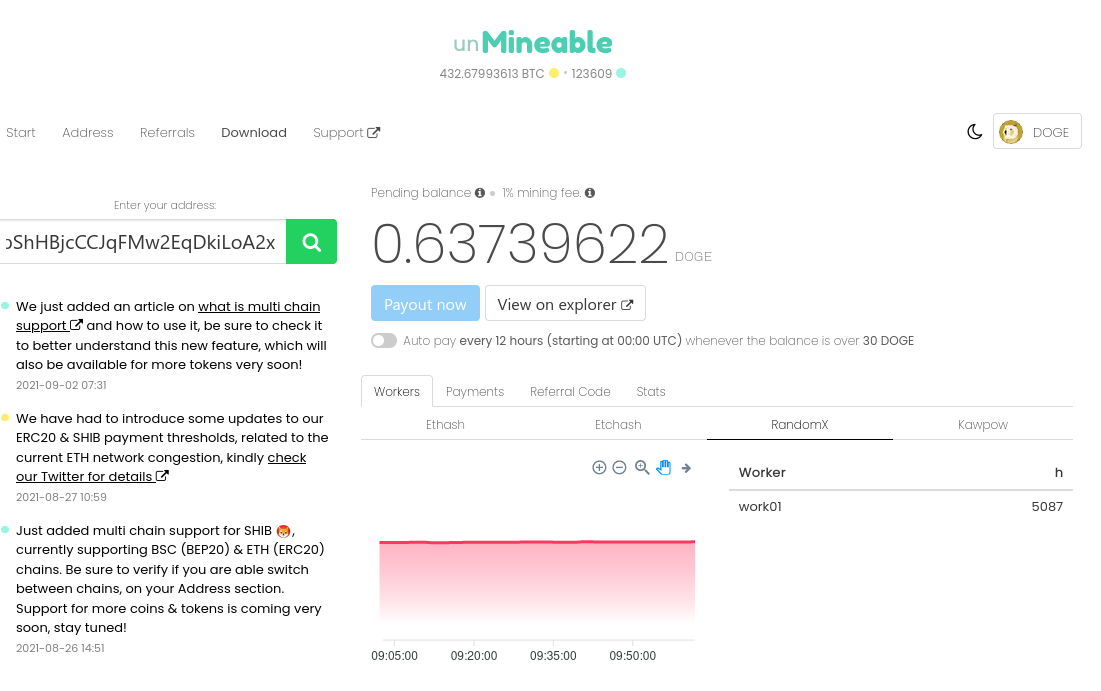 unMineable
432.67993613 BTC • 123609
Start Address Referrals Download Support
DOGE
Enter your address:
ShHBjcCCJqFMw2EqDkiLoA2x
We just added an article on what is multi chain
support and how to use it, be sure to check it
to better understand this new feature, which will
also be available for more tokens very soon!
2021-09-02 07:31
We have had to introduce some updates to our
ERC20 & SHIB payment thresholds, related to the
current ETH network congestion, kindly check
our Twitter for details
2021-08-27 10:59
Just added multi chain support for SHIB ,
currently supporting BSC (BEP20) & ETH (ERC20)
chains. Be sure to verify if you are able switch
between chains, on your Address section.
Support for more coins & tokens is coming very
soon, stay tuned!
2021-08-26 14:51
Pending balance • 1% mining fee.
0.63739622 DOGE
Payout now View on explorer
Auto pay every 12 hours (starting at 00:00 UTC) whenever the balance is over 30 DOGE
Workers Payments Referral Code Stats
Ethash Etchash RandomX Kawpow
Worker h
work01 5087
09:05:00 09:20:00 09:35:00 09:50:00